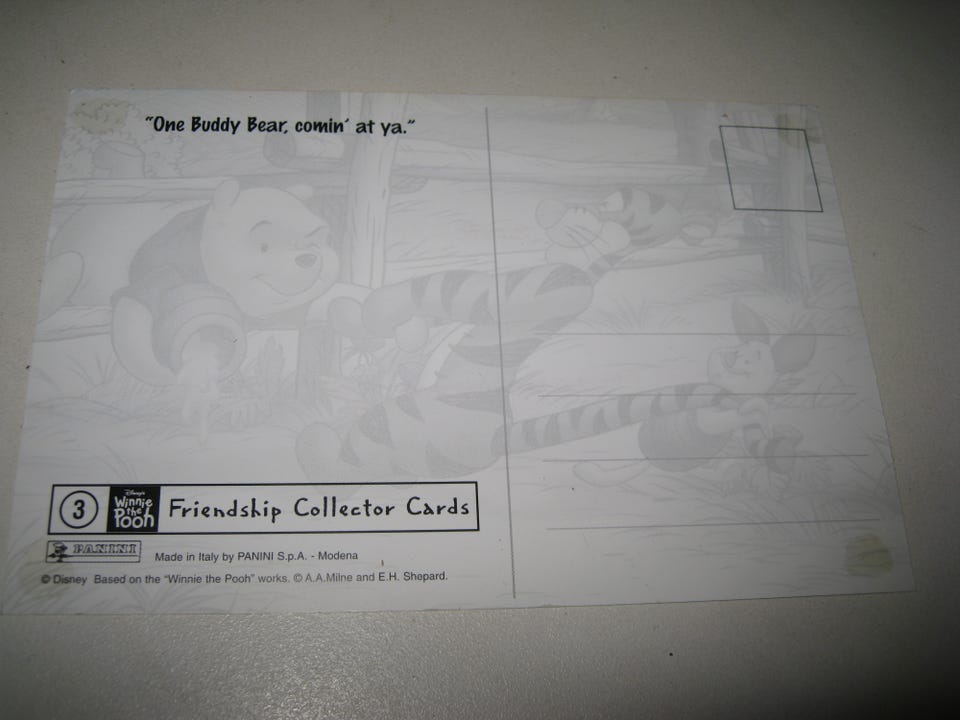 “One Buddy Bear, comin’ at ya.”
3 Disney's Winnie the Pooh Friendship Collector Cards
PANINI Made in Italy by PANINI S.p.A. - Modena
© Disney Based on the “Winnie the Pooh” works. © A.A.Milne and E.H. Shepard.